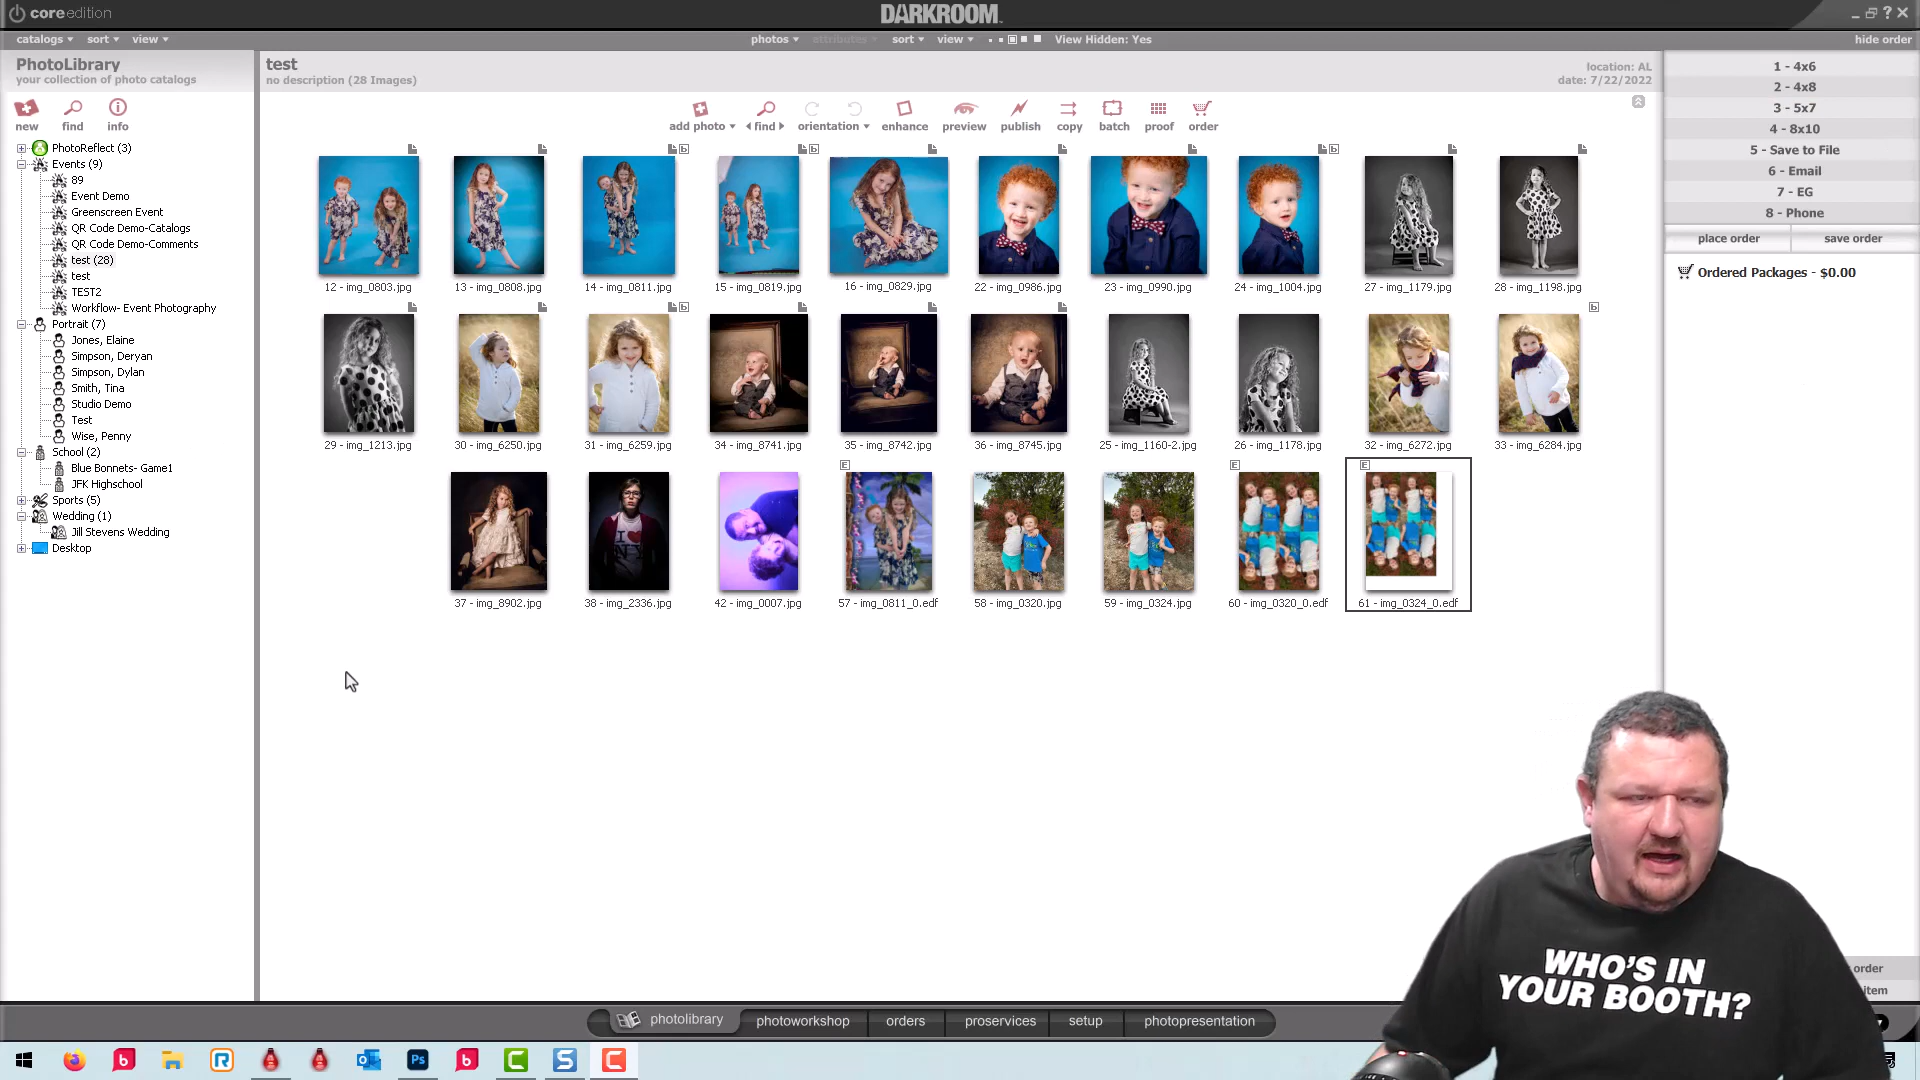 coreedition
DARKROOM
catalogs sort view
photos attributes sort view View Hidden: Yes
hide order
PhotoLibrary
your collection of photo catalogs
test
no description (28 Images)
location: AL
date: 7/22/2022
new find info
add photo find orientation enhance preview publish copy batch proof order
PhotoReflect (3)
Events (9)
89
Event Demo
Greenscreen Event
QR Code Demo-Catalogs
QR Code Demo-Comments
test (28)
test
TEST2
Workflow- Event Photography
Portrait (7)
Jones, Elaine
Simpson, Deryan
Simpson, Dylan
Smith, Tina
Studio Demo
Test
Wise, Penny
School (2)
Blue Bonnets- Game1
JFK Highschool
Sports (5)
Wedding (1)
Jill Stevens Wedding
Desktop
12 - img_0803.jpg
13 - img_0808.jpg
14 - img_0811.jpg
15 - img_0819.jpg
16 - img_0829.jpg
22 - img_0986.jpg
23 - img_0990.jpg
24 - img_1004.jpg
27 - img_1179.jpg
28 - img_1198.jpg
29 - img_1213.jpg
30 - img_6250.jpg
31 - img_6259.jpg
34 - img_8741.jpg
35 - img_8742.jpg
36 - img_8745.jpg
25 - img_1160-2.jpg
26 - img_1178.jpg
32 - img_6272.jpg
33 - img_6284.jpg
37 - img_8902.jpg
38 - img_2336.jpg
42 - img_0007.jpg
57 - img_0811_0.edf
58 - img_0320.jpg
59 - img_0324.jpg
60 - img_0320_0.edf
61 - img_0324_0.edf
1 - 4x6
2 - 4x8
3 - 5x7
4 - 8x10
5 - Save to File
6 - Email
7 - EG
8 - Phone
place order save order
Ordered Packages - $0.00
order
item
WHO'S IN
YOUR BOOTH?
photolibrary photoworkshop orders proservices setup photopresentation